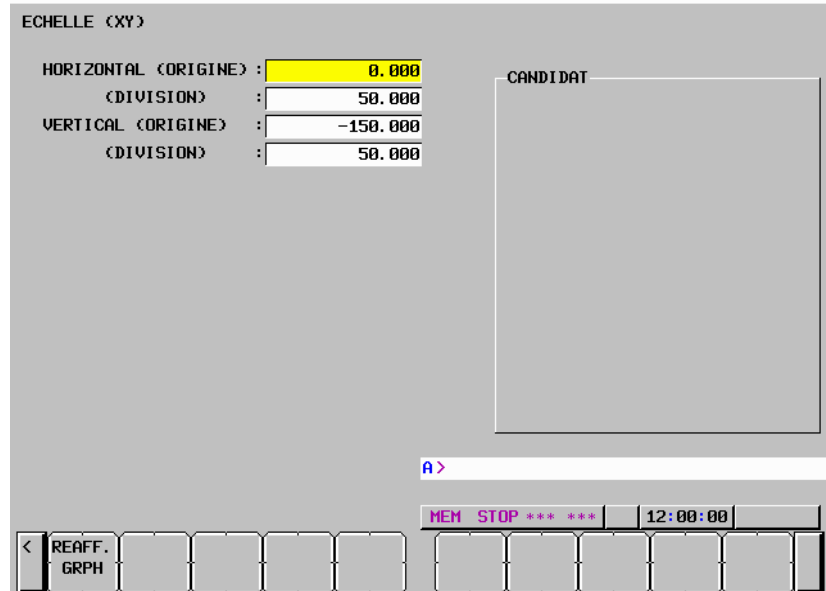 ECHELLE (XY)
HORIZONTAL (ORIGINE) : 0.000
(DIVISION) : 50.000
VERTICAL (ORIGINE) : -150.000
(DIVISION) : 50.000
CANDIDAT
A>
MEM STOP *** *** 12:00:00
< REAFF.
GRPH